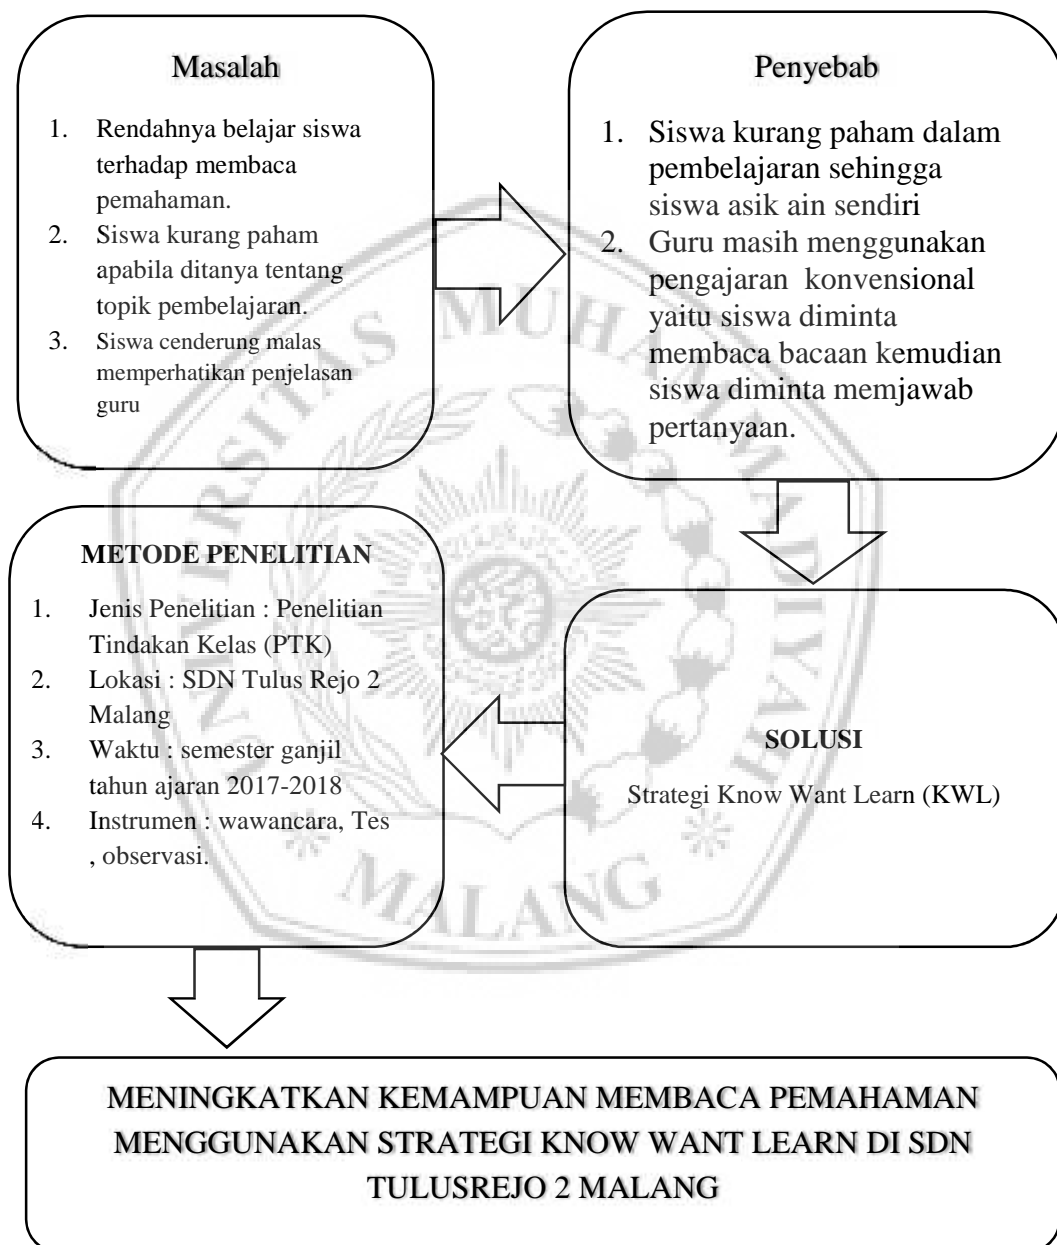 Masalah
1. Rendahnya belajar siswa
terhadap membaca
pemahaman.
2. Siswa kurang paham
apabila ditanya tentang
topik pembelajaran.
3. Siswa cenderung malas
memperhatikan penjelasan
guru
Penyebab
1. Siswa kurang paham dalam
pembelajaran sehingga
siswa asik ain sendiri
2. Guru masih menggunakan
pengajaran konvensional
yaitu siswa diminta
membaca bacaan kemudian
siswa diminta memjawab
pertanyaan.
SOLUSI
Strategi Know Want Learn (KWL)
METODE PENELITIAN
1. Jenis Penelitian : Penelitian
Tindakan Kelas (PTK)
2. Lokasi : SDN Tulus Rejo 2
Malang
3. Waktu : semester ganjil
tahun ajaran 2017-2018
4. Instrumen : wawancara, Tes
, observasi.
MENINGKATKAN KEMAMPUAN MEMBACA PEMAHAMAN
MENGGUNAKAN STRATEGI KNOW WANT LEARN DI SDN
TULUSREJO 2 MALANG
UNIVERSITAS MUHAMMADIYAH
MALANG